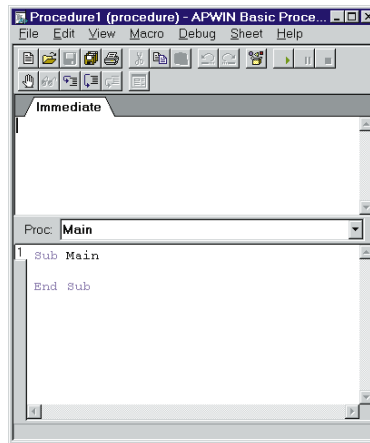 Procedure1 (procedure) - APWIN Basic Proce...
File Edit View Macro Debug Sheet Help
Immediate
Proc: Main
1 Sub Main
End Sub